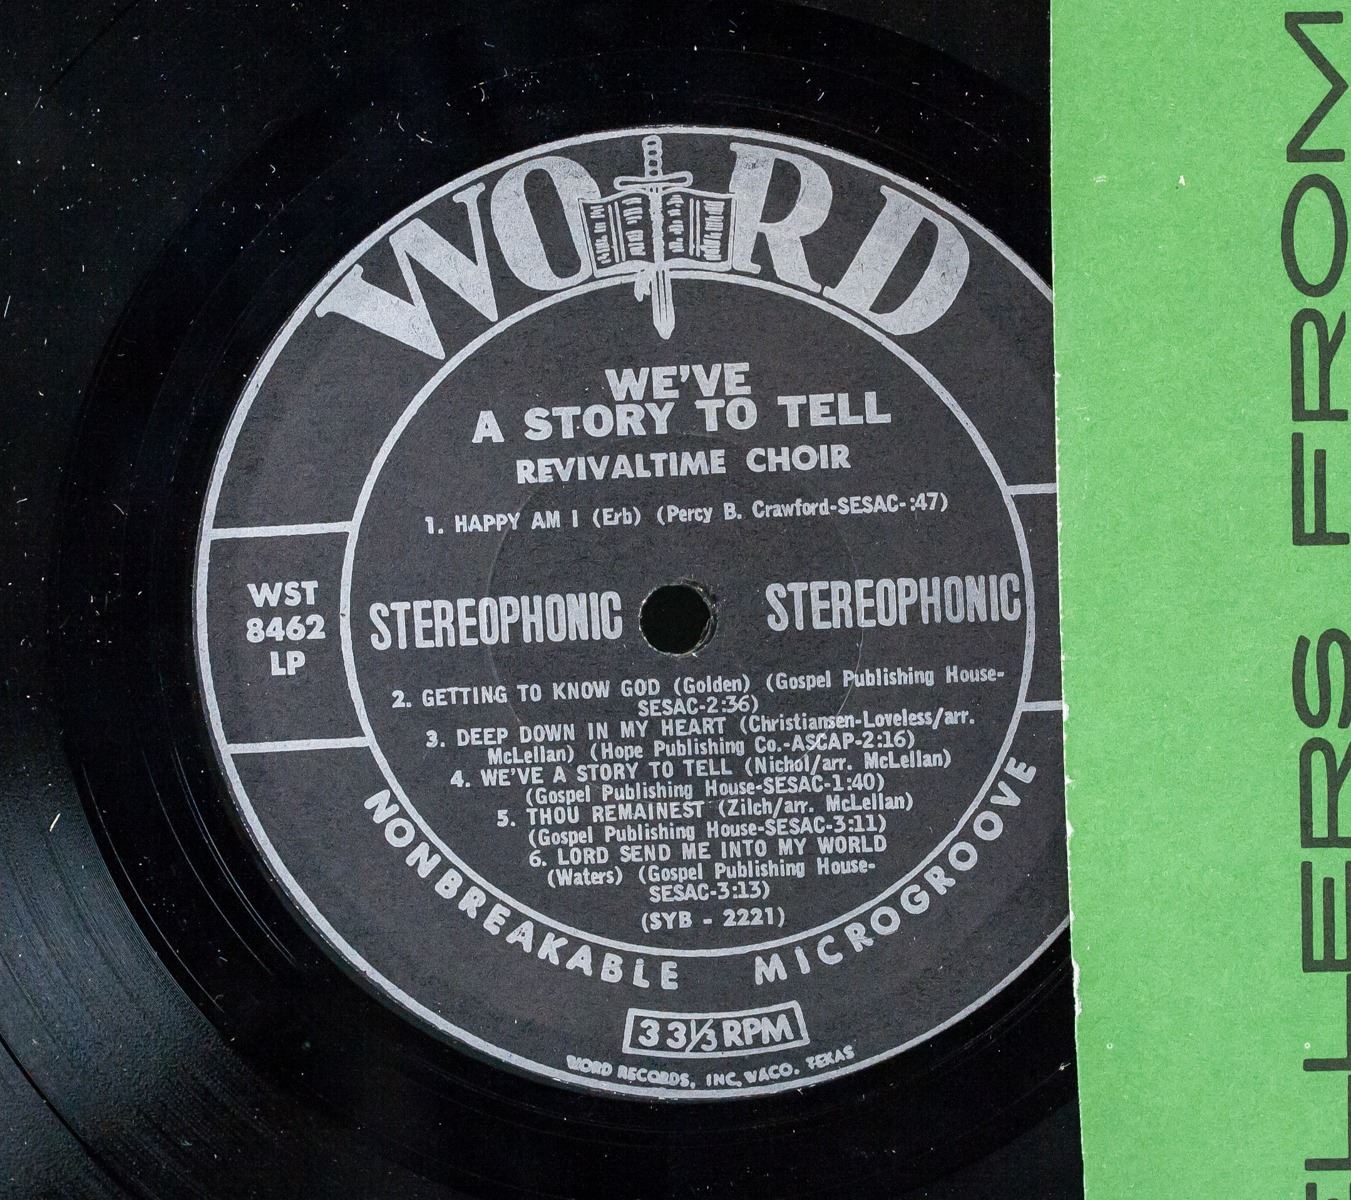 WORD
WE'VE
A STORY TO TELL
REVIVALTIME CHOIR
1. HAPPY AM I (Erb) (Percy B. Crawford-SESAC-:47)
WST
8462
LP
STEREOPHONIC STEREOPHONIC
2. GETTING TO KNOW GOD (Golden) (Gospel Publishing House-
SESAC-2:36)
3. DEEP DOWN IN MY HEART (Christiansen-Loveless/arr.
McLellan) (Hope Publishing Co.-ASCAP-2:16)
4. WE'VE A STORY TO TELL (Nichol/arr. McLellan)
(Gospel Publishing House-SESAC-1:40)
5. THOU REMAINEST (Zilch/arr. McLellan)
(Gospel Publishing House-SESAC-3:11)
6. LORD SEND ME INTO MY WORLD
(Waters) (Gospel Publishing House-
SESAC-3:13)
(SYB - 2221)
NONBREAKABLE MICROGROOVE
33 1/3 RPM
WORD RECORDS, INC. WACO. TEXAS
ELLERS FROM